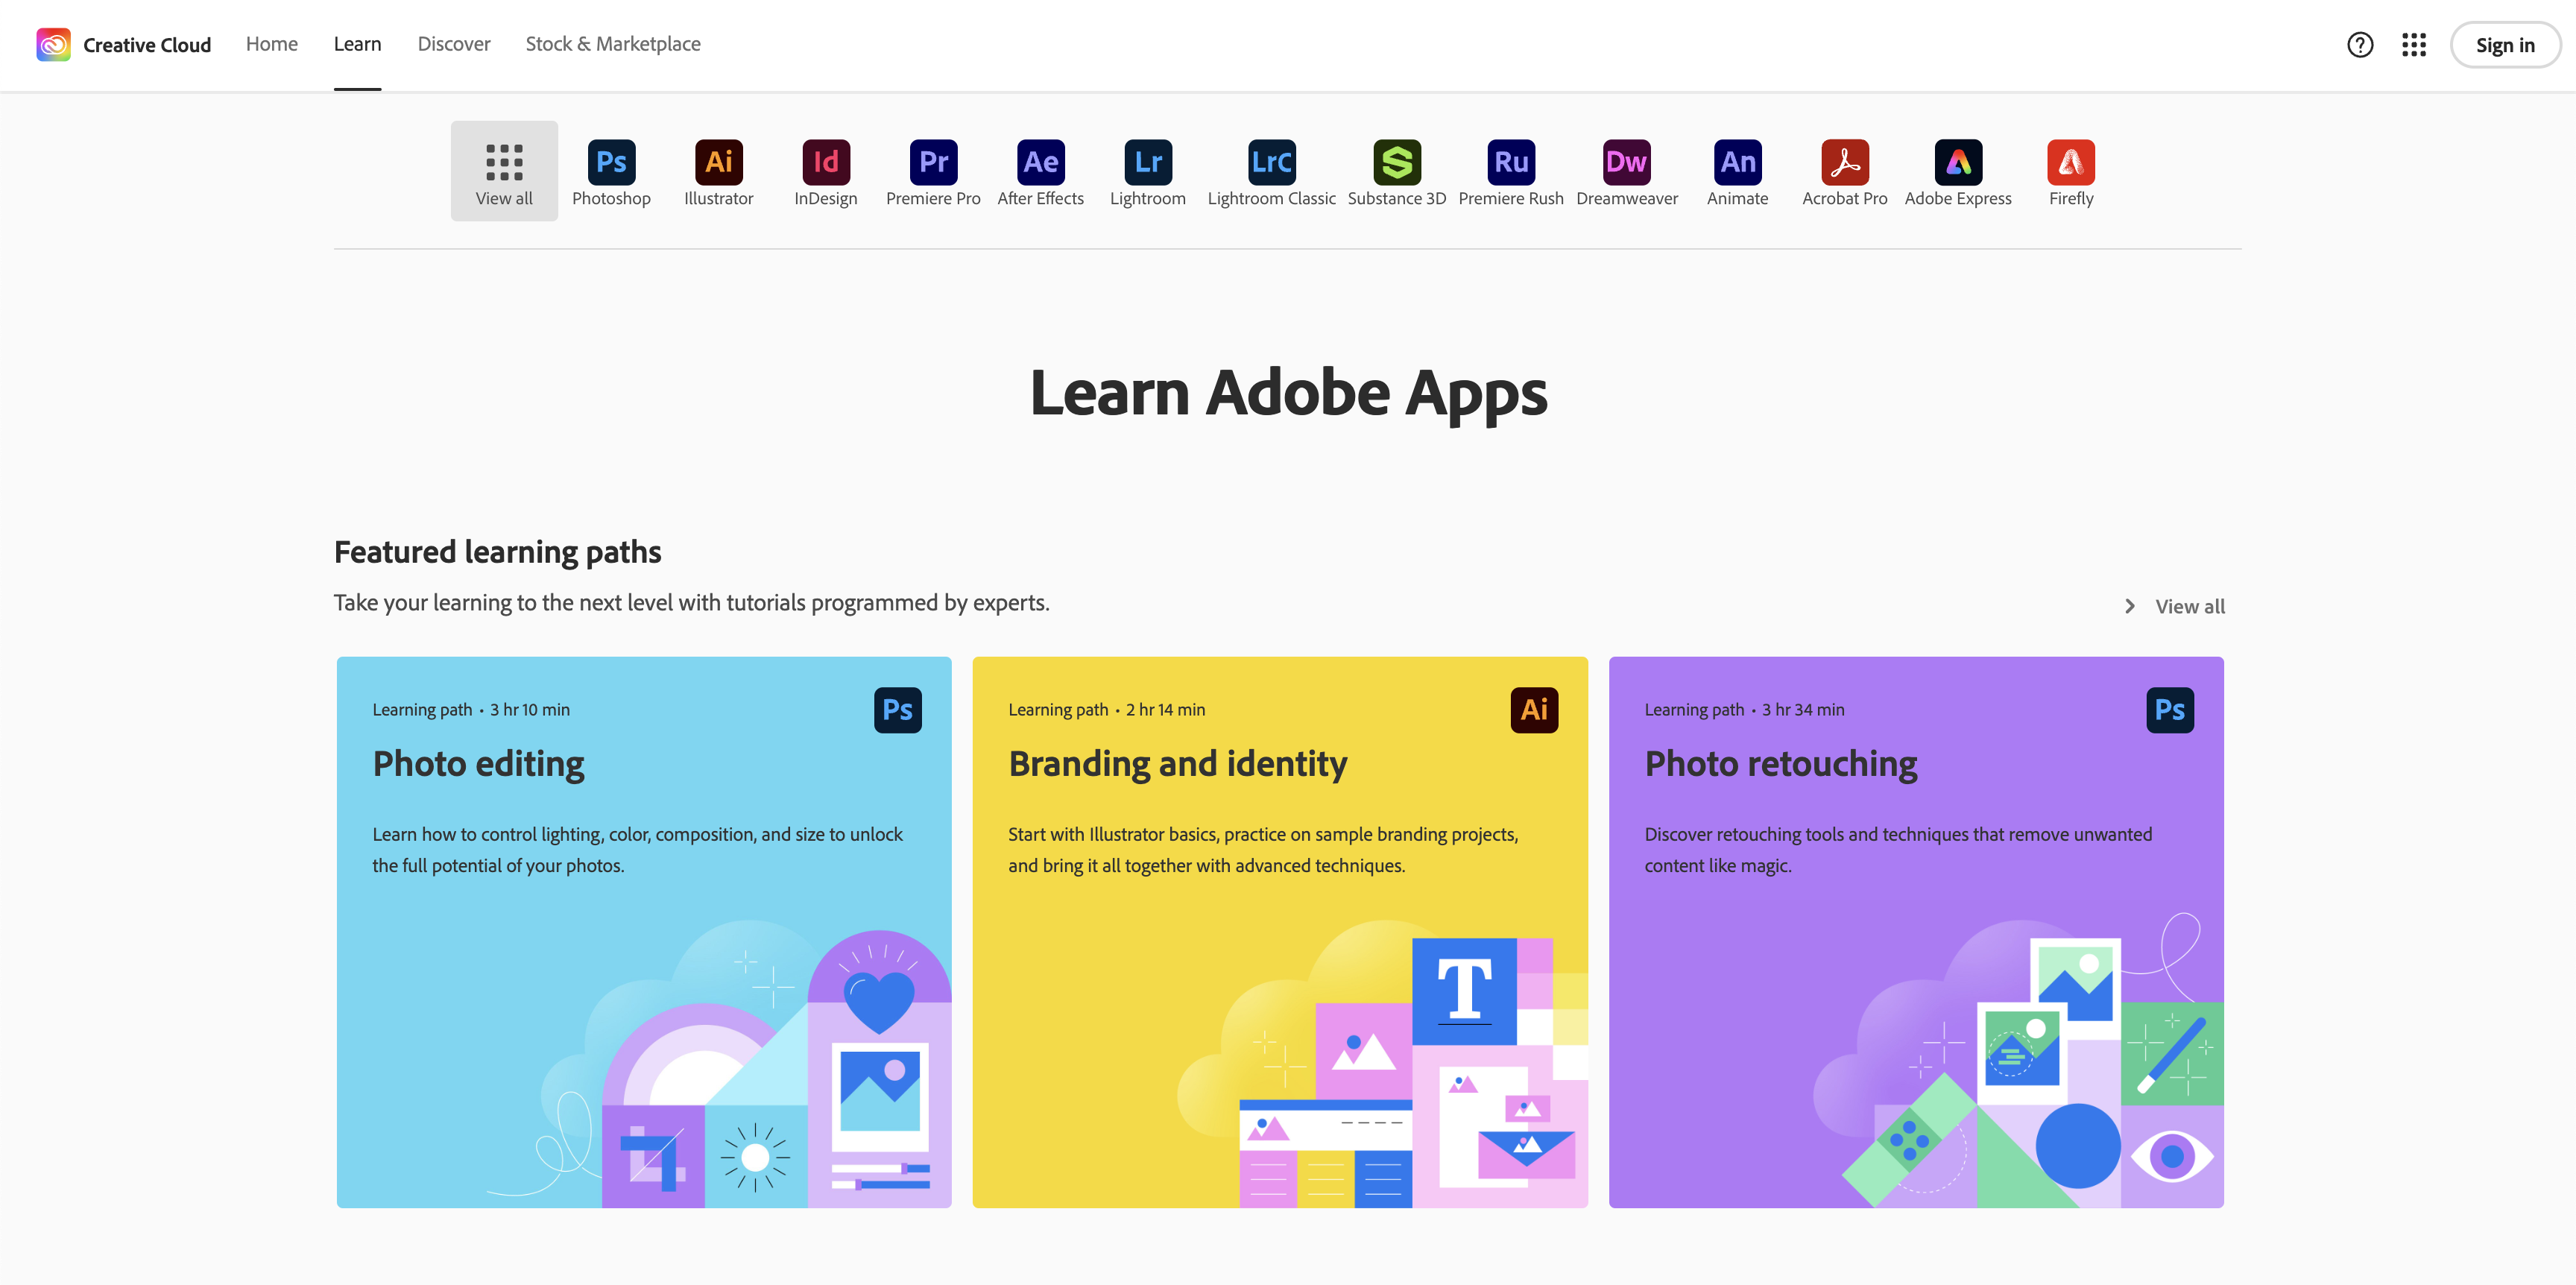 Creative Cloud Home Learn Discover Stock & Marketplace Sign in
View all
Ps Photoshop
Ai Illustrator
Id InDesign
Pr Premiere Pro
Ae After Effects
Lr Lightroom
LrC Lightroom Classic
Substance 3D
Ru Premiere Rush
Dw Dreamweaver
An Animate
Acrobat Pro
Adobe Express
Firefly
Learn Adobe Apps
Featured learning paths
Take your learning to the next level with tutorials programmed by experts.
View all
Learning path • 3 hr 10 min
Ps
Photo editing
Learn how to control lighting, color, composition, and size to unlock
the full potential of your photos.
Learning path • 2 hr 14 min
Ai
Branding and identity
Start with Illustrator basics, practice on sample branding projects,
and bring it all together with advanced techniques.
T
Learning path • 3 hr 34 min
Ps
Photo retouching
Discover retouching tools and techniques that remove unwanted
content like magic.